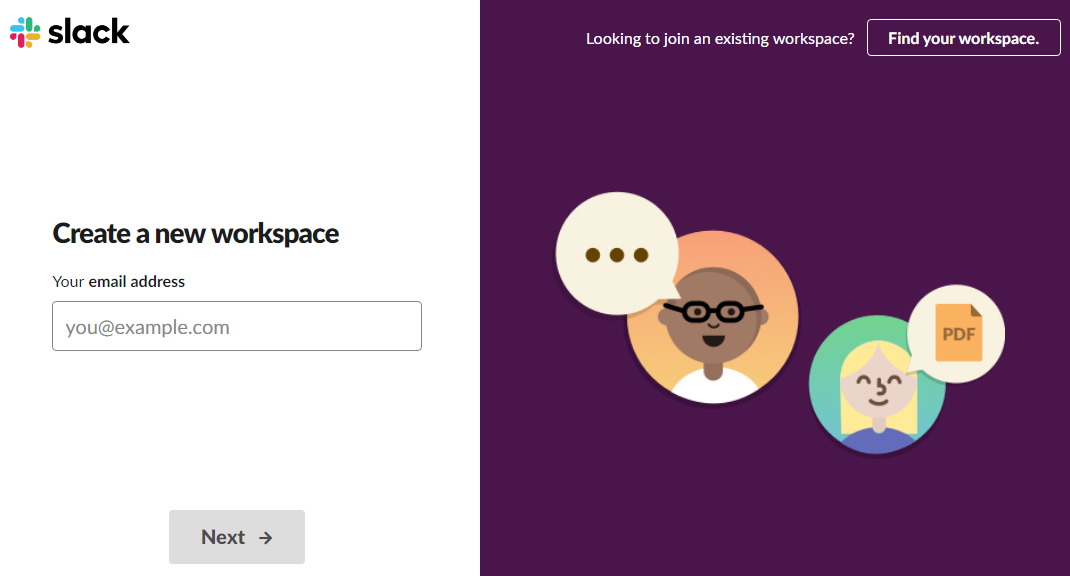 slack
Looking to join an existing workspace? Find your workspace.
Create a new workspace
Your email address
you@example.com
PDF
Next →